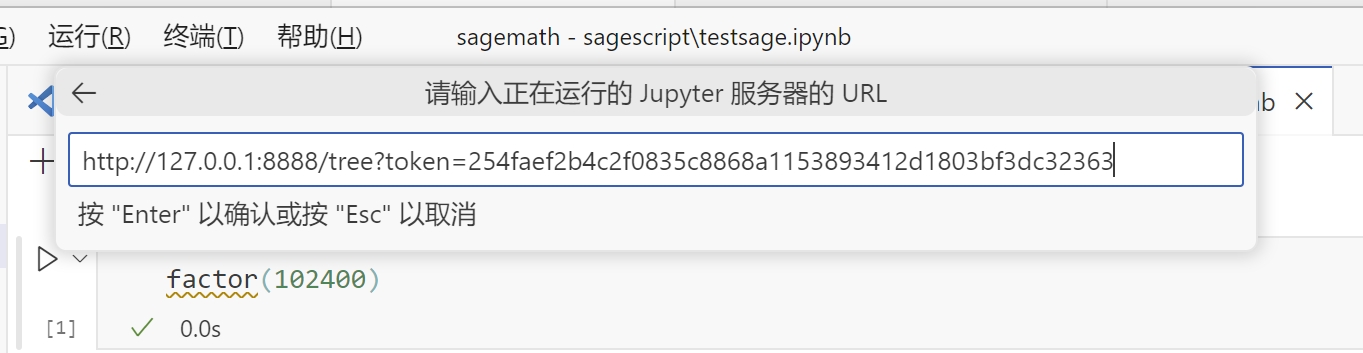 G) 运行(R) 终端(T) 帮助(H) sagemath - sagescript\testsage.ipynb
请输入正在运行的 Jupyter 服务器的 URL
b
http://127.0.0.1:8888/tree?token=254faef2b4c2f0835c8868a1153893412d1803bf3dc32363
按 "Enter" 以确认或按 "Esc" 以取消
factor(102400)
[1] 0.0s